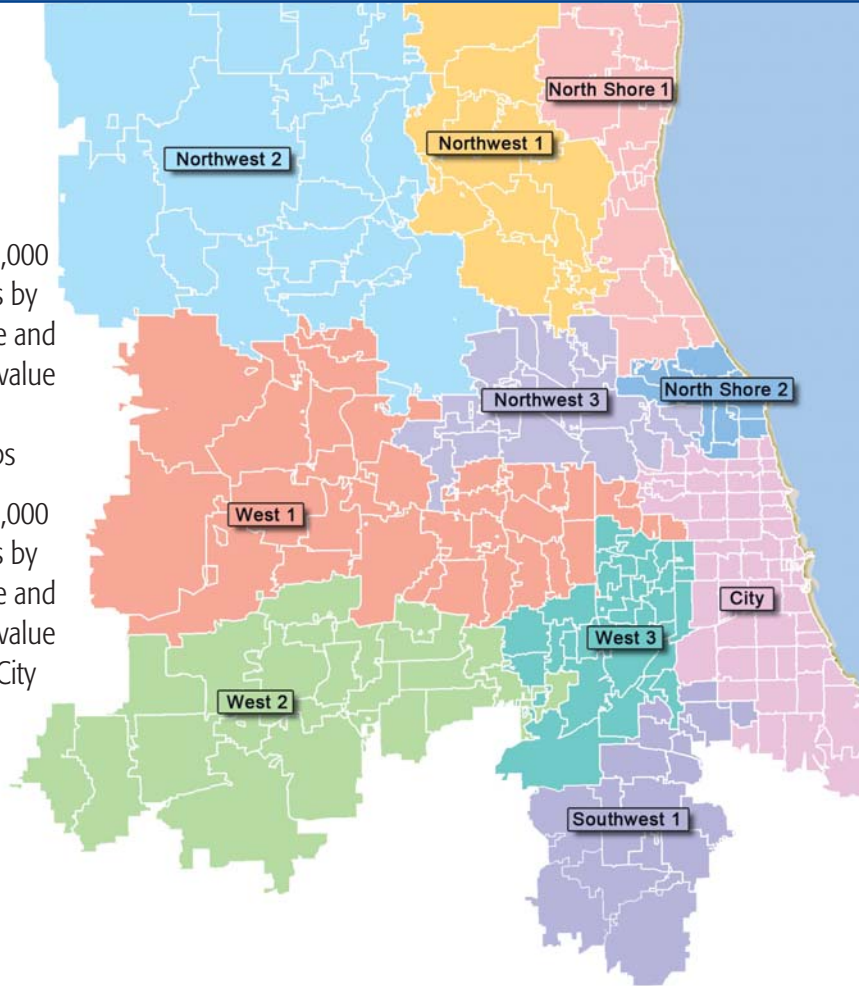 North Shore 1
Northwest 1
Northwest 2
,000
s by
e and
value
North Shore 2
Northwest 3
os
,000
s by
e and
value
City
West 1
City
West 3
West 2
Southwest 1